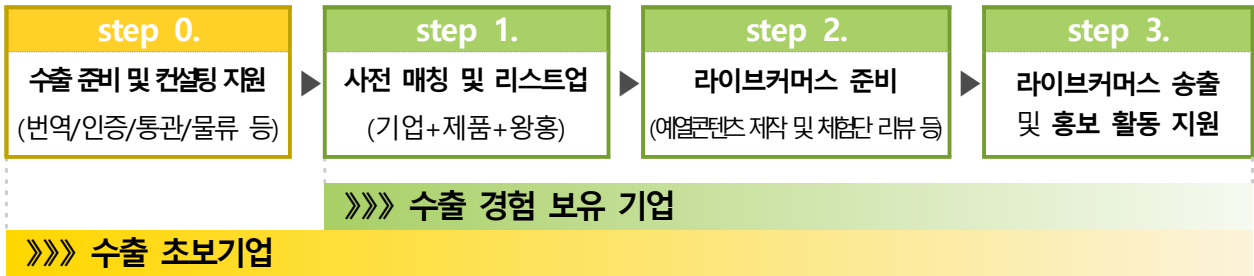 step 0.
수출 준비 및 컨설팅 지원
(번역/인증/통관/물류 등)
step 1.
사전 매칭 및 리스트업
(기업+제품+왕홍)
step 2.
라이브커머스 준비
(예열콘텐츠 제작 및 체험단 리뷰 등)
step 3.
라이브커머스 송출
및 홍보 활동 지원
》》》 수출 경험 보유 기업
》》》 수출 초보기업